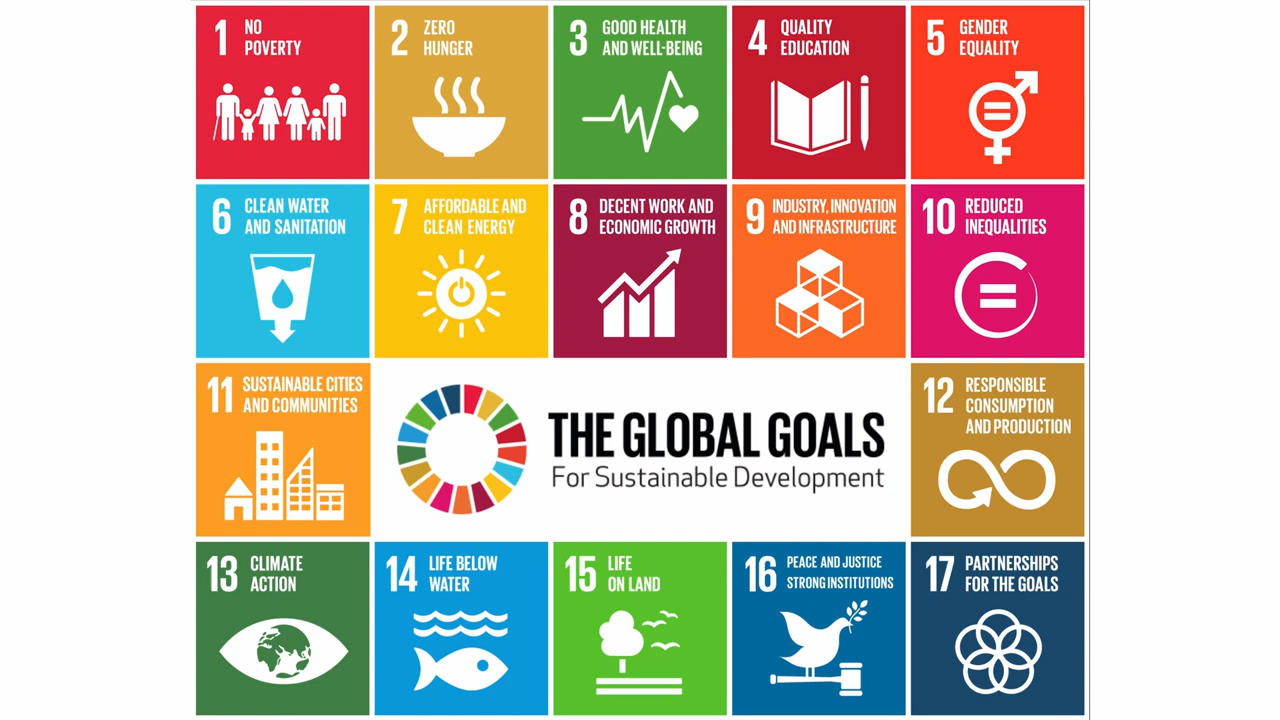 1 NO
POVERTY
2 ZERO
HUNGER
3 GOOD HEALTH
AND WELL-BEING
4 QUALITY
EDUCATION
5 GENDER
EQUALITY
6 CLEAN WATER
AND SANITATION
7 AFFORDABLE AND
CLEAN ENERGY
8 DECENT WORK AND
ECONOMIC GROWTH
9 INDUSTRY, INNOVATION
AND INFRASTRUCTURE
10 REDUCED
INEQUALITIES
11 SUSTAINABLE CITIES
AND COMMUNITIES
THE GLOBAL GOALS
For Sustainable Development
12 RESPONSIBLE
CONSUMPTION
AND PRODUCTION
13 CLIMATE
ACTION
14 LIFE BELOW
WATER
15 LIFE
ON LAND
16 PEACE AND JUSTICE
STRONG INSTITUTIONS
17 PARTNERSHIPS
FOR THE GOALS